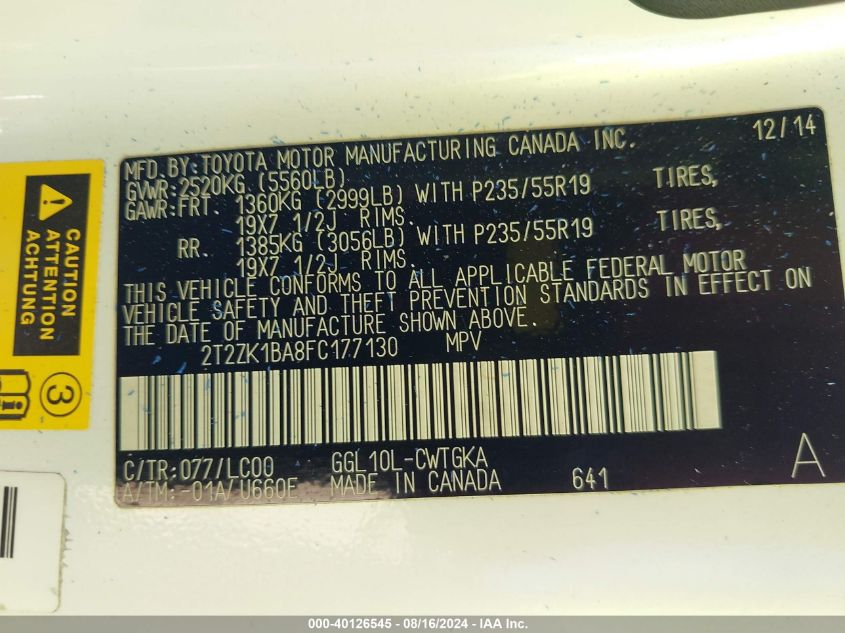 MFD.BY:TOYOTA MOTOR MANUFACTURING CANADA INC. 12/14
GVWR:2520KG (5560LB)
GAWR:FRT. 1360KG (2999LB) WITH P235/55R19 TIRES,
19X7 1/2J RIMS.
RR. 1385KG (3056LB) WITH P235/55R19 TIRES,
19X7 1/2J RIMS.
THIS VEHICLE CONFORMS TO ALL APPLICABLE FEDERAL MOTOR
VEHICLE SAFETY AND THEFT PREVENTION STANDARDS IN EFFECT ON
THE DATE OF MANUFACTURE SHOWN ABOVE.
2T2ZK1BA8FC177130 MPV
C/TR:077/LC00 GGL10L-CWTGKA A
A/TM:-01A/U660E MADE IN CANADA 641
CAUTION
ATTENTION
ACHTUNG
3
000-40126545 - 08/16/2024 - IAA Inc.